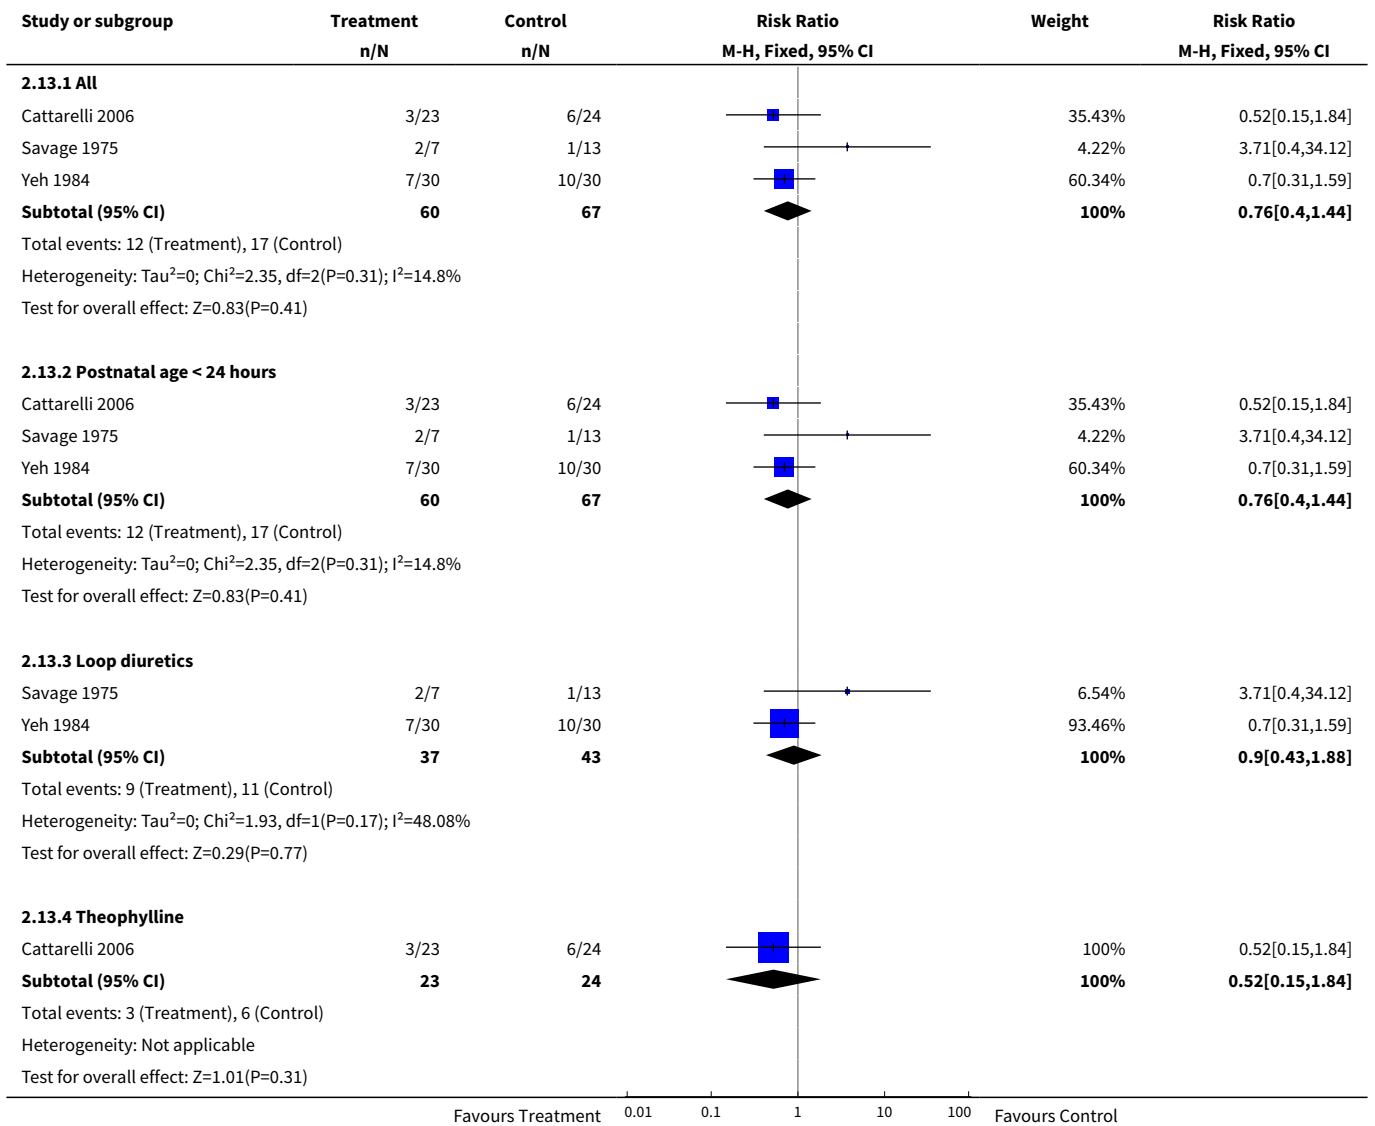 Study or subgroup Treatment Control Risk Ratio Weight Risk Ratio
n/N n/N M-H, Fixed, 95% CI M-H, Fixed, 95% CI
2.13.1 All
Cattarelli 2006 3/23 6/24 35.43% 0.52[0.15,1.84]
Savage 1975 2/7 1/13 4.22% 3.71[0.4,34.12]
Yeh 1984 7/30 10/30 60.34% 0.7[0.31,1.59]
Subtotal (95% CI) 60 67 100% 0.76[0.4,1.44]
Total events: 12 (Treatment), 17 (Control)
Heterogeneity: Tau²=0; Chi²=2.35, df=2(P=0.31); I²=14.8%
Test for overall effect: Z=0.83(P=0.41)
2.13.2 Postnatal age < 24 hours
Cattarelli 2006 3/23 6/24 35.43% 0.52[0.15,1.84]
Savage 1975 2/7 1/13 4.22% 3.71[0.4,34.12]
Yeh 1984 7/30 10/30 60.34% 0.7[0.31,1.59]
Subtotal (95% CI) 60 67 100% 0.76[0.4,1.44]
Total events: 12 (Treatment), 17 (Control)
Heterogeneity: Tau²=0; Chi²=2.35, df=2(P=0.31); I²=14.8%
Test for overall effect: Z=0.83(P=0.41)
2.13.3 Loop diuretics
Savage 1975 2/7 1/13 6.54% 3.71[0.4,34.12]
Yeh 1984 7/30 10/30 93.46% 0.7[0.31,1.59]
Subtotal (95% CI) 37 43 100% 0.9[0.43,1.88]
Total events: 9 (Treatment), 11 (Control)
Heterogeneity: Tau²=0; Chi²=1.93, df=1(P=0.17); I²=48.08%
Test for overall effect: Z=0.29(P=0.77)
2.13.4 Theophylline
Cattarelli 2006 3/23 6/24 100% 0.52[0.15,1.84]
Subtotal (95% CI) 23 24 100% 0.52[0.15,1.84]
Total events: 3 (Treatment), 6 (Control)
Heterogeneity: Not applicable
Test for overall effect: Z=1.01(P=0.31)
Favours Treatment 0.01 0.1 1 10 100 Favours Control